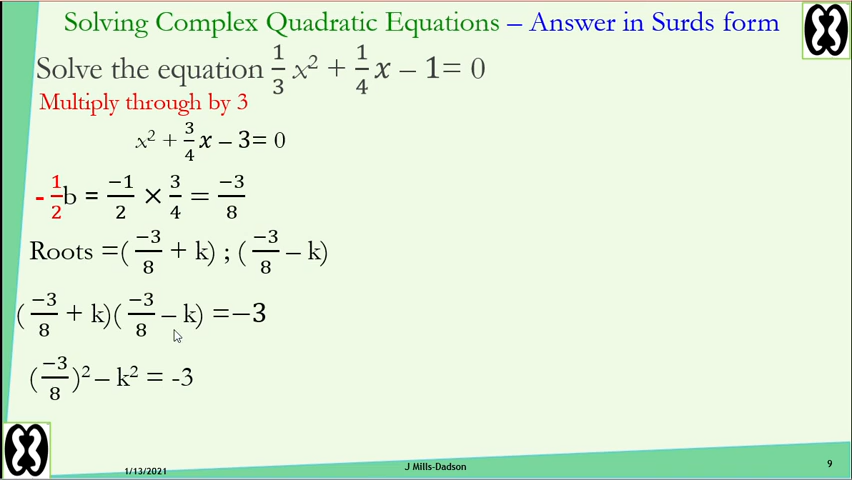 Solving Complex Quadratic Equations – Answer in Surds form
Solve the equation 1/3 x² + 1/4 x – 1= 0
Multiply through by 3
x² + 3/4 x – 3= 0
- 1/2 b = −1/2 × 3/4 = −3/8
Roots =( −3/8 + k) ; ( −3/8 – k)
( −3/8 + k)( −3/8 – k) =−3
( −3/8 )² – k² = -3
1/13/2021
J Mills-Dadson
9